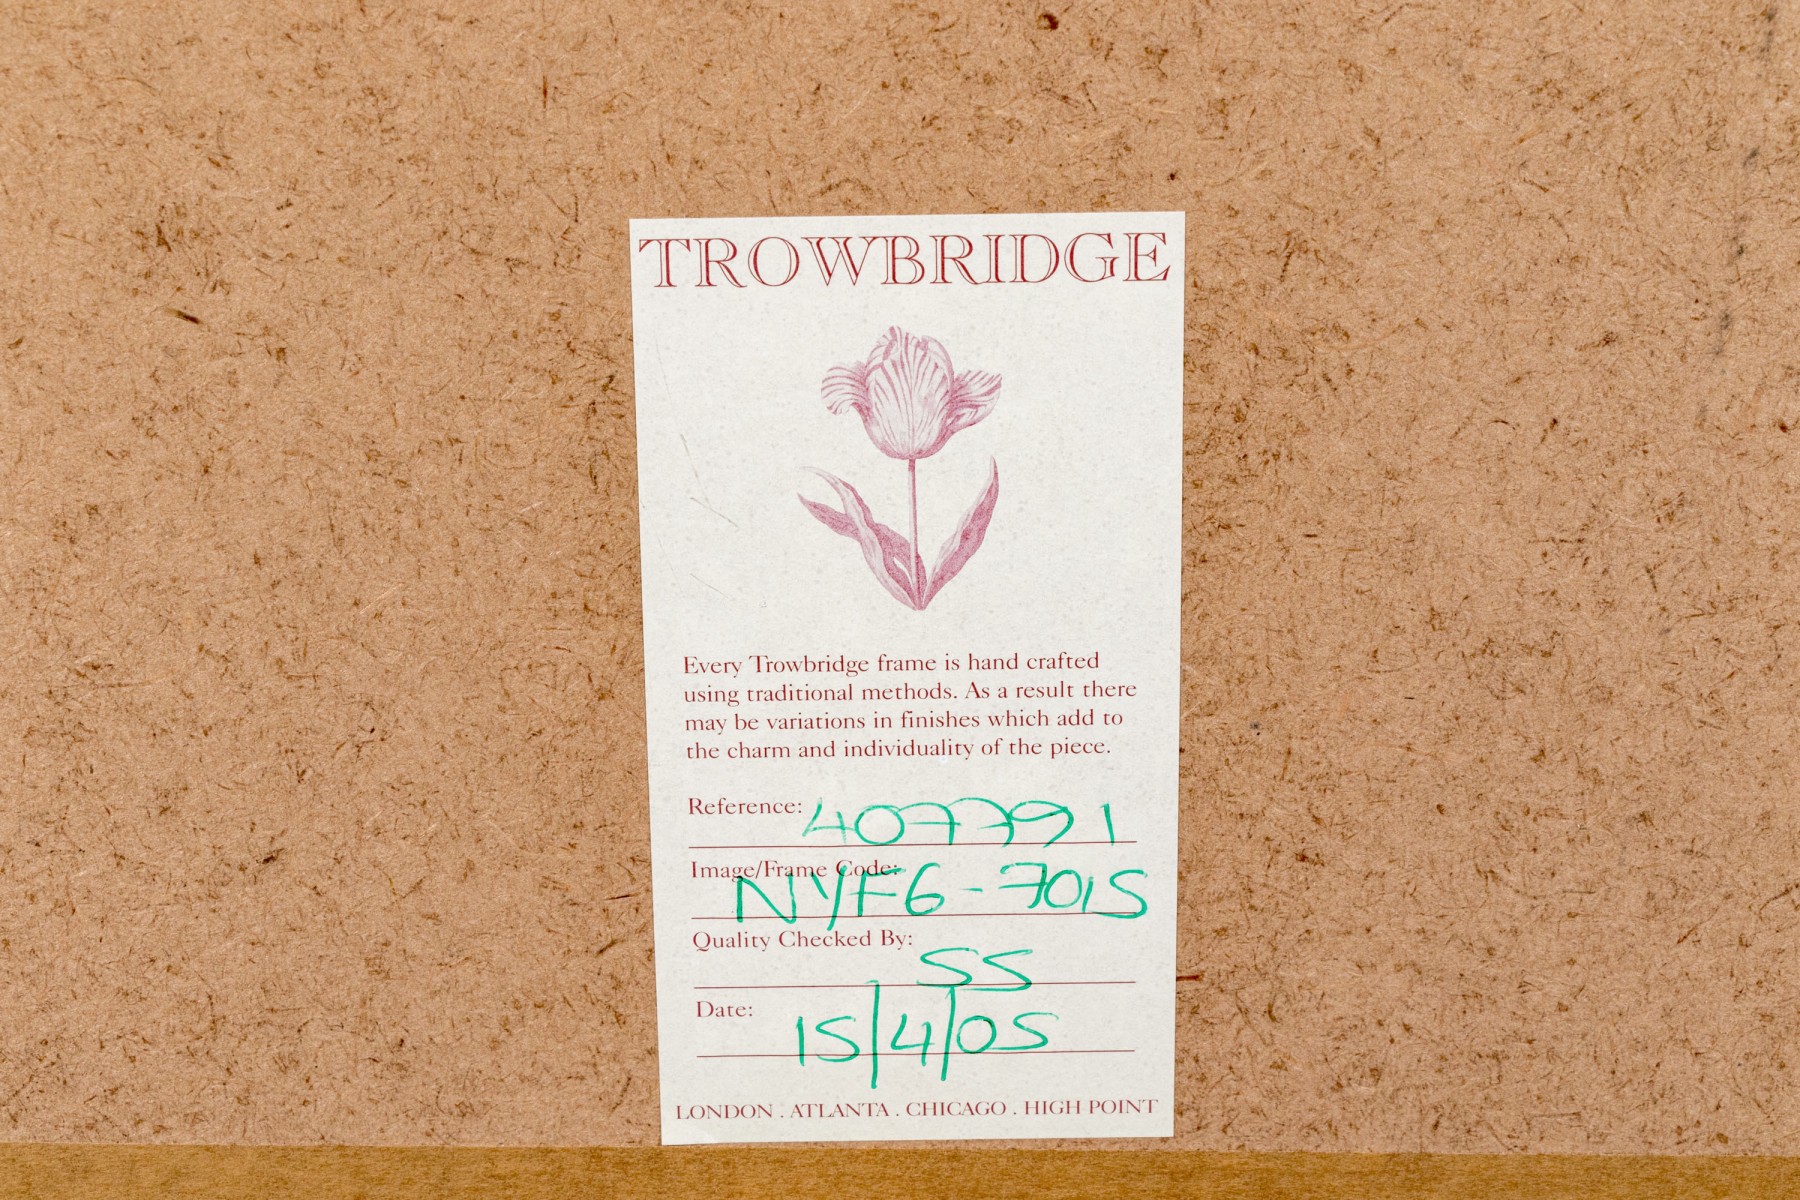 TROWBRIDGE
Every Trowbridge frame is hand crafted
using traditional methods. As a result there
may be variations in finishes which add to
the charm and individuality of the piece.
Reference: 407791
Image/Frame Code: NYF6-7015
Quality Checked By: SS
Date: 15/4/05
LONDON . ATLANTA . CHICAGO . HIGH POINT